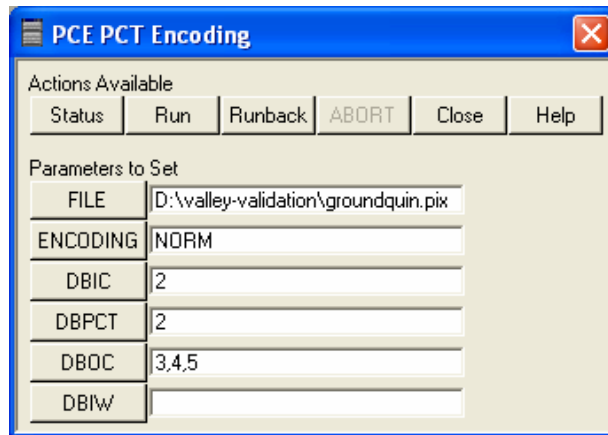 PCE PCT Encoding
Actions Available
Status Run Runback ABORT Close Help
Parameters to Set
FILE D:\valley-validation\groundquin.pix
ENCODING NORM
DBIC 2
DBPCT 2
DBOC 3,4,5
DBIW